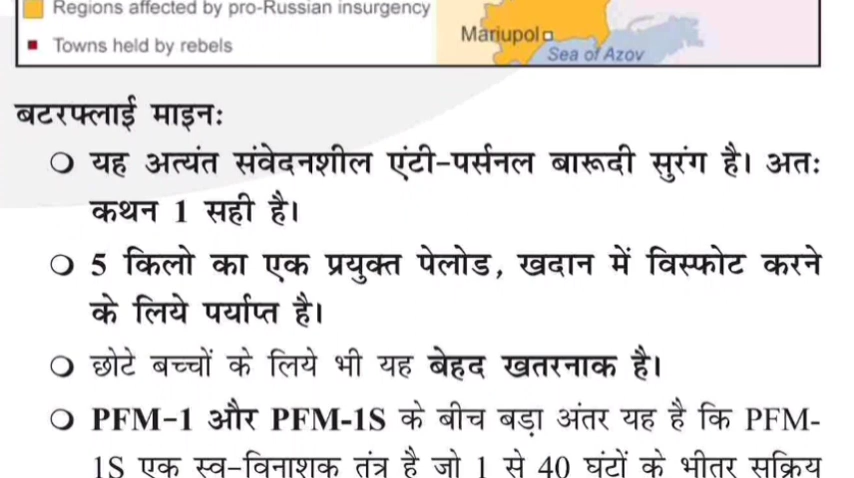 Regions affected by pro-Russian insurgency
Towns held by rebels
Mariupol
Sea of Azov
बटरफ्लाई माइन:
यह अत्यंत संवेदनशील एंटी-पर्सनल बारूदी सुरंग है। अतः
कथन 1 सही है।
5 किलो का एक प्रयुक्त पेलोड, खदान में विस्फोट करने
के लिये पर्याप्त है।
छोटे बच्चों के लिये भी यह बेहद खतरनाक है।
PFM-1 और PFM-1S के बीच बड़ा अंतर यह है कि PFM-
1S एक स्व-विनाशक तंत्र है जो 1 से 40 घंटों के भीतर सक्रिय